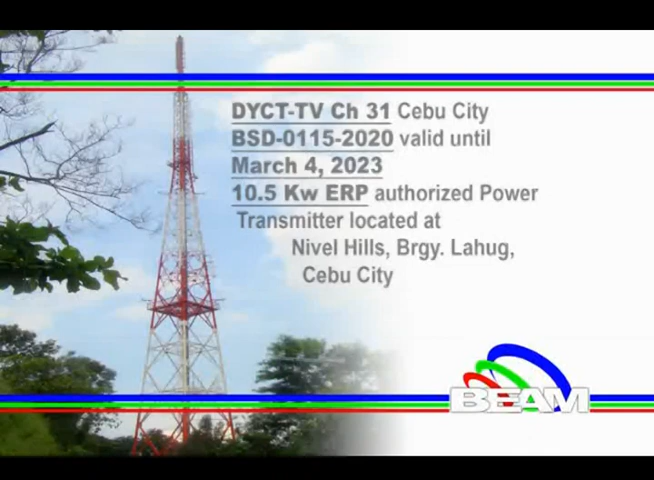 DYCT-TV Ch 31 Cebu City
BSD-0115-2020 valid until
March 4, 2023
10.5 Kw ERP authorized Power
Transmitter located at
Nivel Hills, Brgy. Lahug,
Cebu City
BEAM